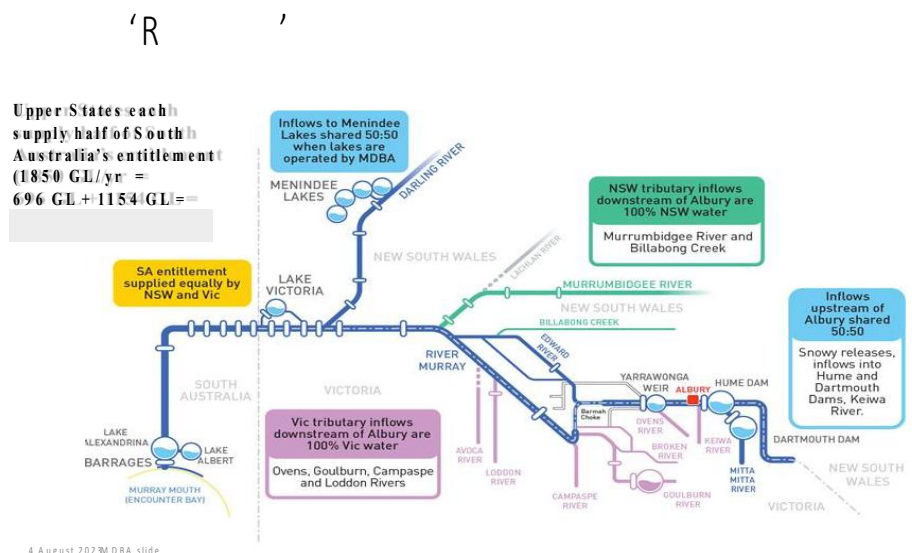 ‘R ’
Upper States each
supply half of South
Australia’s entitlement
(1850 GL/yr =
696 GL + 1154 GL =
Inflows to Menindee
Lakes shared 50:50
when lakes are
operated by MDBA
MENINDEE
LAKES
DARLING RIVER
NEW SOUTH WALES
LACHLAN RIVER
NSW tributary inflows
downstream of Albury are
100% NSW water
Murrumbidgee River and
Billabong Creek
SA entitlement
supplied equally by
NSW and Vic
LAKE
VICTORIA
MURRUMBIDGEE RIVER
NEW SOUTH WALES
BILLABONG CREEK
EDWARD
RIVER
RIVER
MURRAY
Inflows
upstream
of Albury shared
50:50
Snowy releases,
inflows into
Hume and
Dartmouth
Dams, Keiwa
River.
YARRAWONGA
WEIR
ALBURY
HUME DAM
Barmah
Choke
OVENS
RIVER
BROKEN
RIVER
KEIWA
RIVER
DARTMOUTH DAM
MITTA
MITTA
RIVER
NEW SOUTH
WALES
VICTORIA
SOUTH
AUSTRALIA
VICTORIA
Vic tributary inflows
downstream of Albury are
100% Vic water
Ovens, Goulburn, Campaspe
and Loddon Rivers
AVOCA
RIVER
LODDON
RIVER
CAMPASPE
RIVER
GOULBURN
RIVER
LAKE
ALEXANDRINA
LAKE
ALBERT
BARRAGES
MURRAY MOUTH
(ENCOUNTER BAY)
4 August 2023 MDBA slide